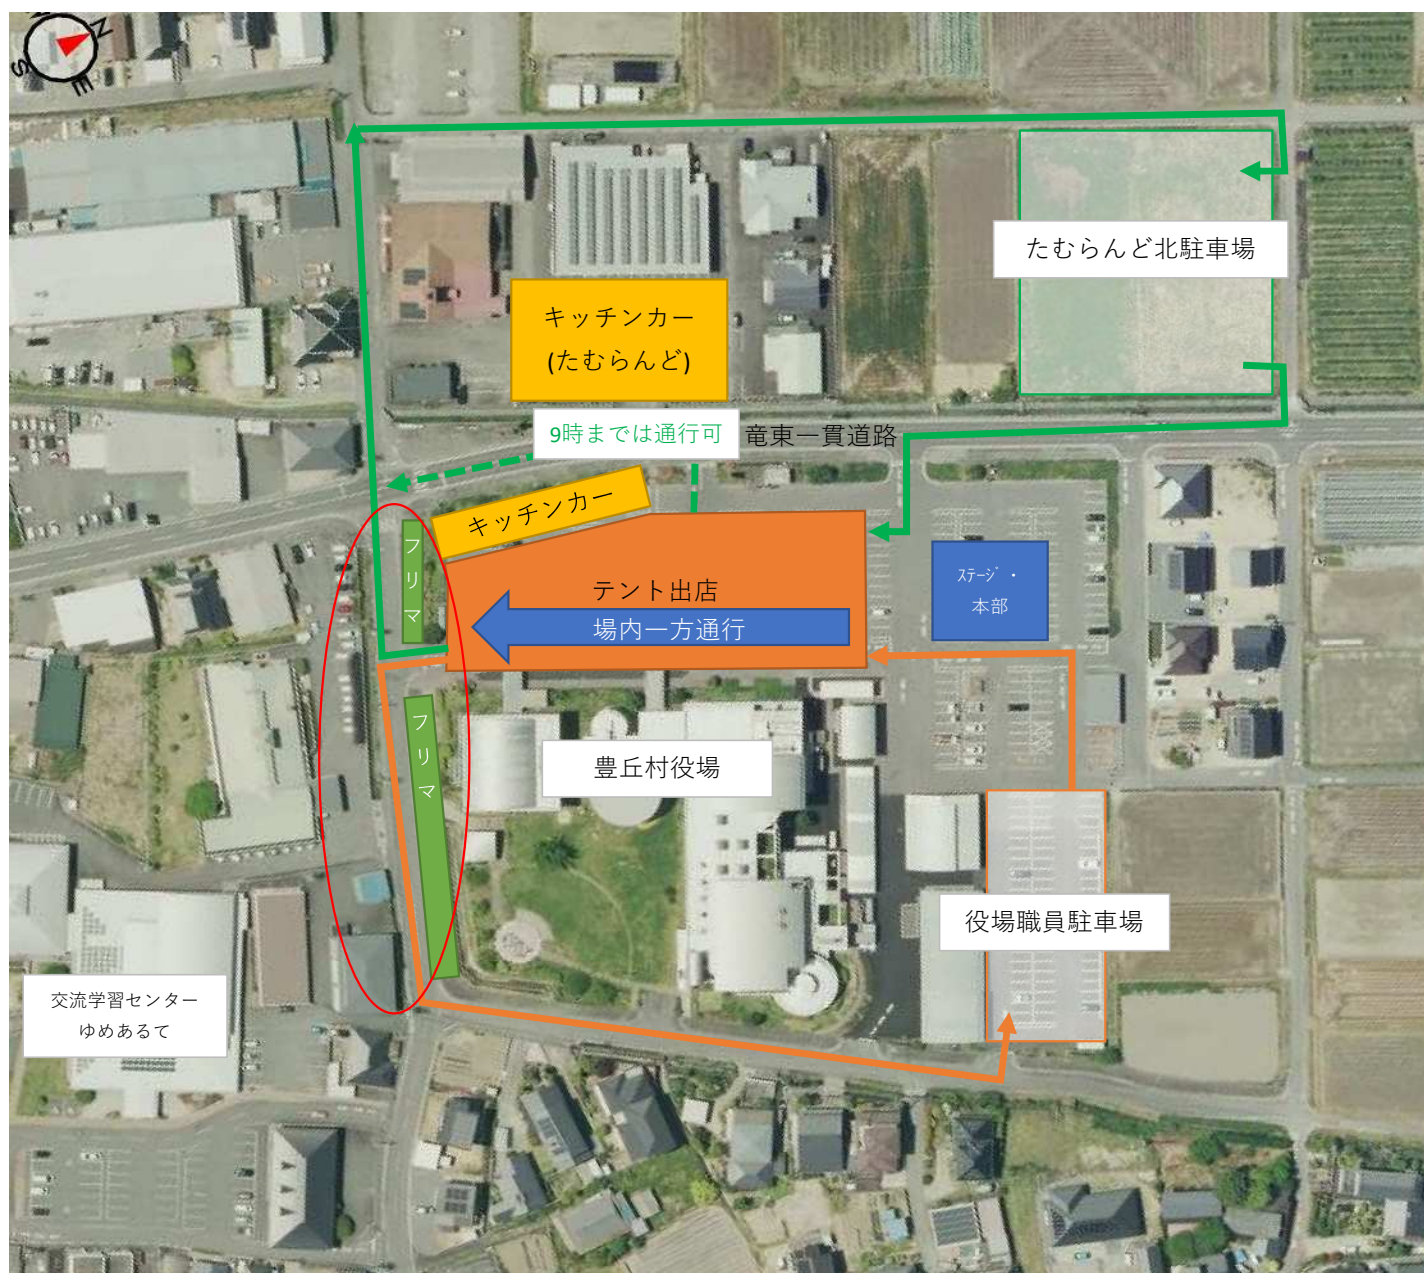 N
S
E
たむらんど北駐車場
キッチンカー
(たむらんど)
9時までは通行可
竜東一貫道路
キッチンカー
フリマ
テント出店
場内一方通行
ｽﾃｰｼﾞ・
本部
フリマ
豊丘村役場
役場職員駐車場
交流学習センター
ゆめあるて